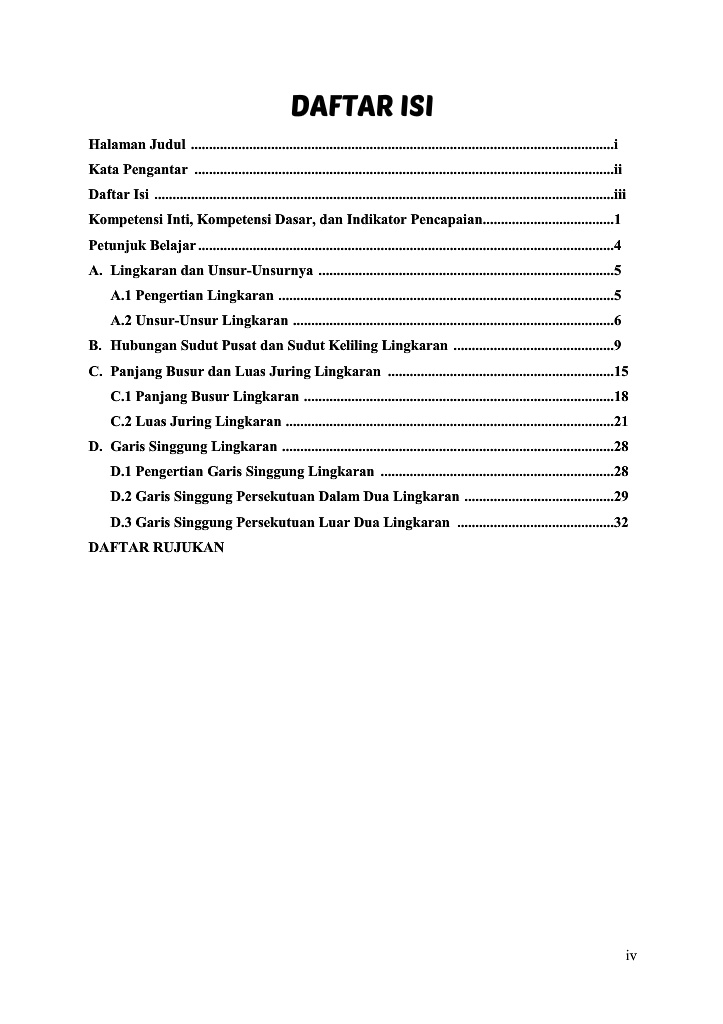 DAFTAR ISI
Halaman Judul ....................................................................................................................i
Kata Pengantar ...................................................................................................................ii
Daftar Isi ..............................................................................................................................iii
Kompetensi Inti, Kompetensi Dasar, dan Indikator Pencapaian....................................1
Petunjuk Belajar..................................................................................................................4
A. Lingkaran dan Unsur-Unsurnya .................................................................................5
A.1 Pengertian Lingkaran ............................................................................................5
A.2 Unsur-Unsur Lingkaran ........................................................................................6
B. Hubungan Sudut Pusat dan Sudut Keliling Lingkaran ............................................9
C. Panjang Busur dan Luas Juring Lingkaran ..............................................................15
C.1 Panjang Busur Lingkaran .....................................................................................18
C.2 Luas Juring Lingkaran ..........................................................................................21
D. Garis Singgung Lingkaran ...........................................................................................28
D.1 Pengertian Garis Singgung Lingkaran ................................................................28
D.2 Garis Singgung Persekutuan Dalam Dua Lingkaran .........................................29
D.3 Garis Singgung Persekutuan Luar Dua Lingkaran ...........................................32
DAFTAR RUJUKAN
iv